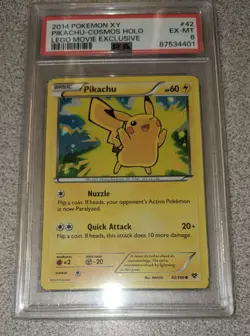 2014 POKEMON XY #42
PIKACHU-COSMOS HOLO EX-MT
LEGO MOVIE EXCLUSIVE 6
PSA 87534401
BASIC
Pikachu HP60
Nuzzle
Flip a coin. If heads, your opponent's Active Pokémon
is now Paralyzed.
Quick Attack 20+
Flip a coin. If heads, this attack does 10 more damage.
×2 -20
42/146